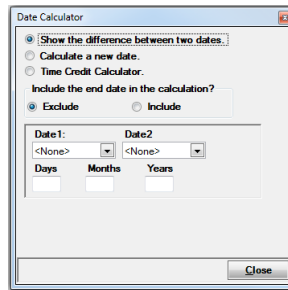 Date Calculator
Show the difference between two dates.
Calculate a new date.
Time Credit Calculator.
Include the end date in the calculation?
Exclude Include
Date1: Date2
<None> <None>
Days Months Years
Close